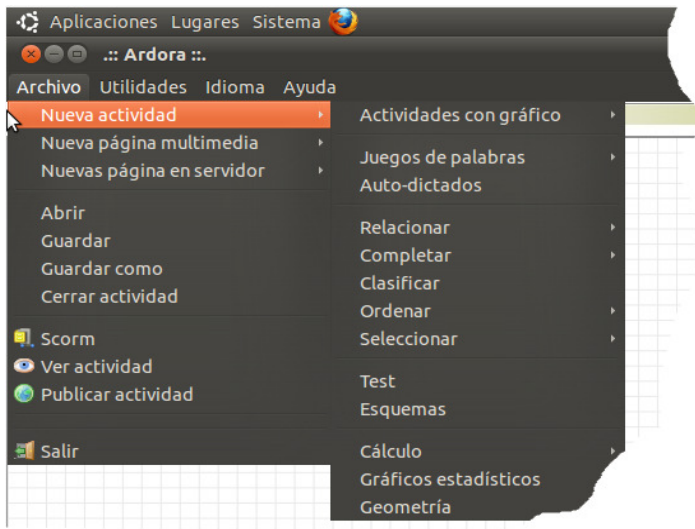 Aplicaciones Lugares Sistema
.:: Ardora ::.
Archivo Utilidades Idioma Ayuda
Nueva actividad
Nueva página multimedia
Nuevas página en servidor
Abrir
Guardar
Guardar como
Cerrar actividad
Scorm
Ver actividad
Publicar actividad
Salir
Actividades con gráfico
Juegos de palabras
Auto-dictados
Relacionar
Completar
Clasificar
Ordenar
Seleccionar
Test
Esquemas
Cálculo
Gráficos estadísticos
Geometría